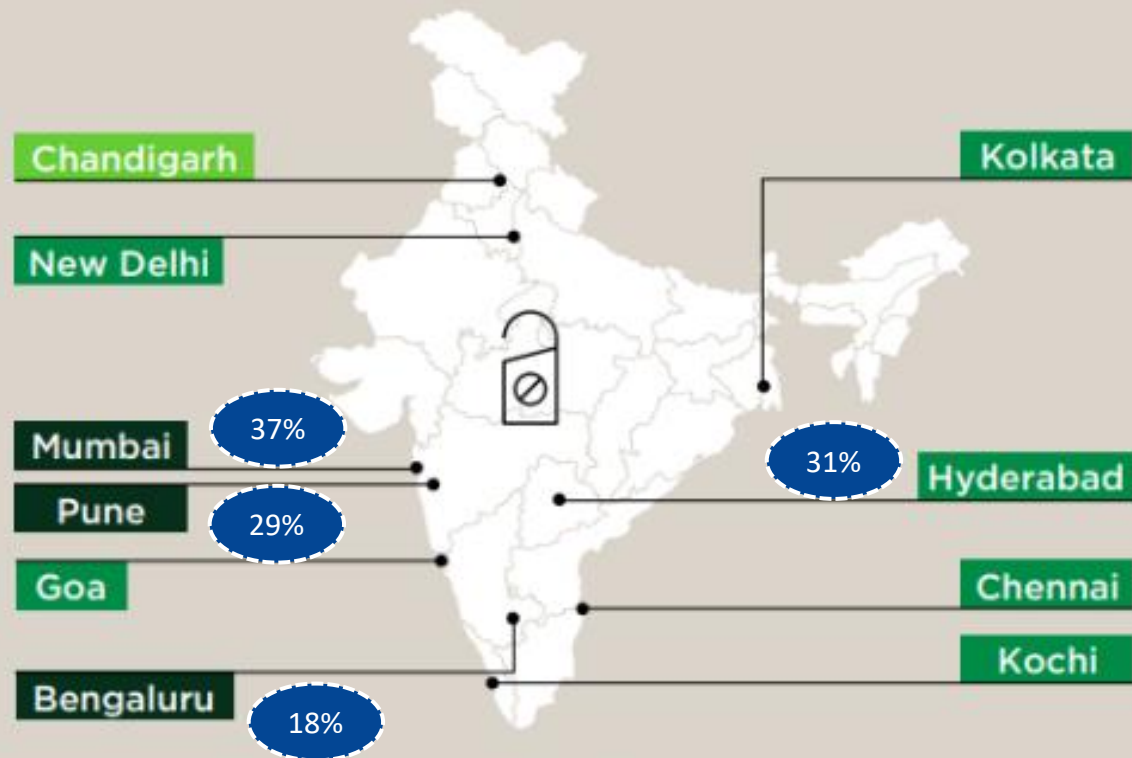 Chandigarh
Kolkata
New Delhi
Mumbai
37%
31%
Hyderabad
Pune
29%
Goa
Chennai
Kochi
Bengaluru
18%